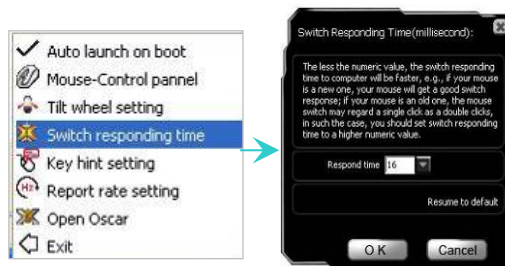 Auto launch on boot
Mouse-Control pannel
Tilt wheel setting
Switch responding time
Key hint setting
Hz
Report rate setting
Open Oscar
Exit
Switch Responding Time(millisecond):
The less the numeric value, the switch responding
time to computer will be faster, e.g., if your mouse
is a new one, your mouse will get a good switch
response; if your mouse is an old one, the mouse
switch may regard a single click as a double clicks,
in such the case, you should set switch responding
time to a higher numeric value.
Respond time 16
Resume to default
OK Cancel